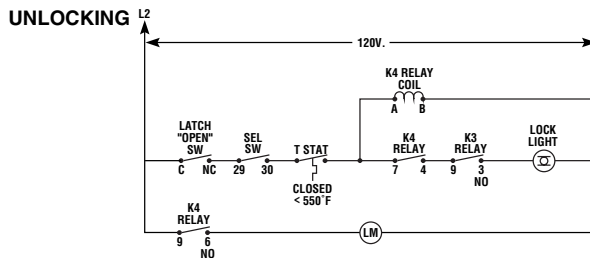 UNLOCKING L2
120V.
K4 RELAY
COIL
A B
LATCH
"OPEN"
SW
SEL
SW
T STAT
K4
RELAY
K3
RELAY
LOCK
LIGHT
C NC 29 30 7 4 9 3
NO
CLOSED
< 550°F
K4
RELAY
9 6
NO
LM